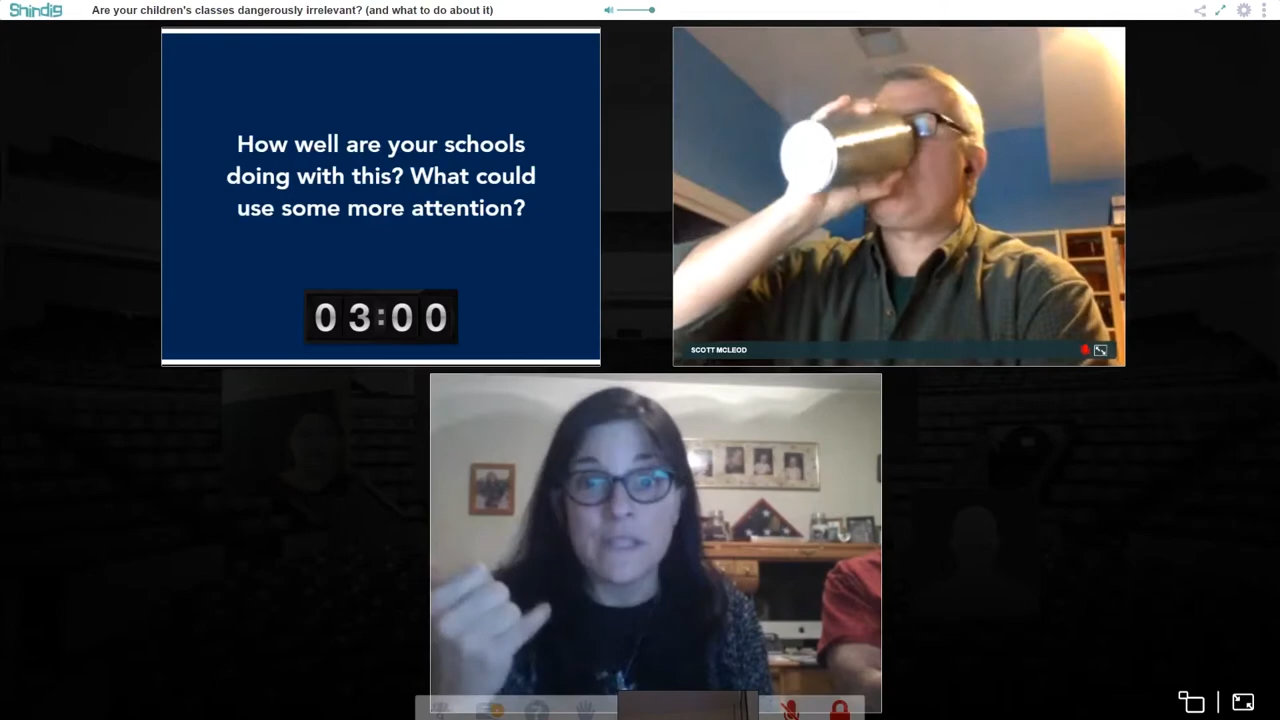 Shindig
Are your children's classes dangerously irrelevant? (and what to do about it)
How well are your schools
doing with this? What could
use some more attention?
03:00
SCOTT MCLEOD